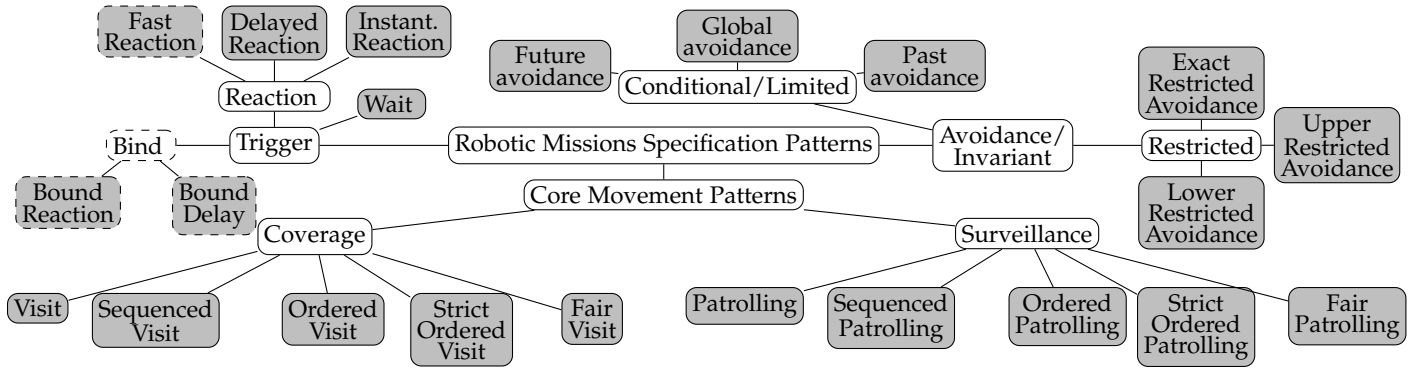 Fast
Reaction
Delayed
Reaction
Instant.
Reaction
Reaction
Wait
Bind
Trigger
Bound
Reaction
Bound
Delay
Robotic Missions Specification Patterns
Future
avoidance
Global
avoidance
Past
avoidance
Conditional/Limited
Avoidance/
Invariant
Exact
Restricted
Avoidance
Restricted
Upper
Restricted
Avoidance
Lower
Restricted
Avoidance
Core Movement Patterns
Coverage
Surveillance
Visit
Sequenced
Visit
Ordered
Visit
Strict
Ordered
Visit
Fair
Visit
Patrolling
Sequenced
Patrolling
Ordered
Patrolling
Strict
Ordered
Patrolling
Fair
Patrolling